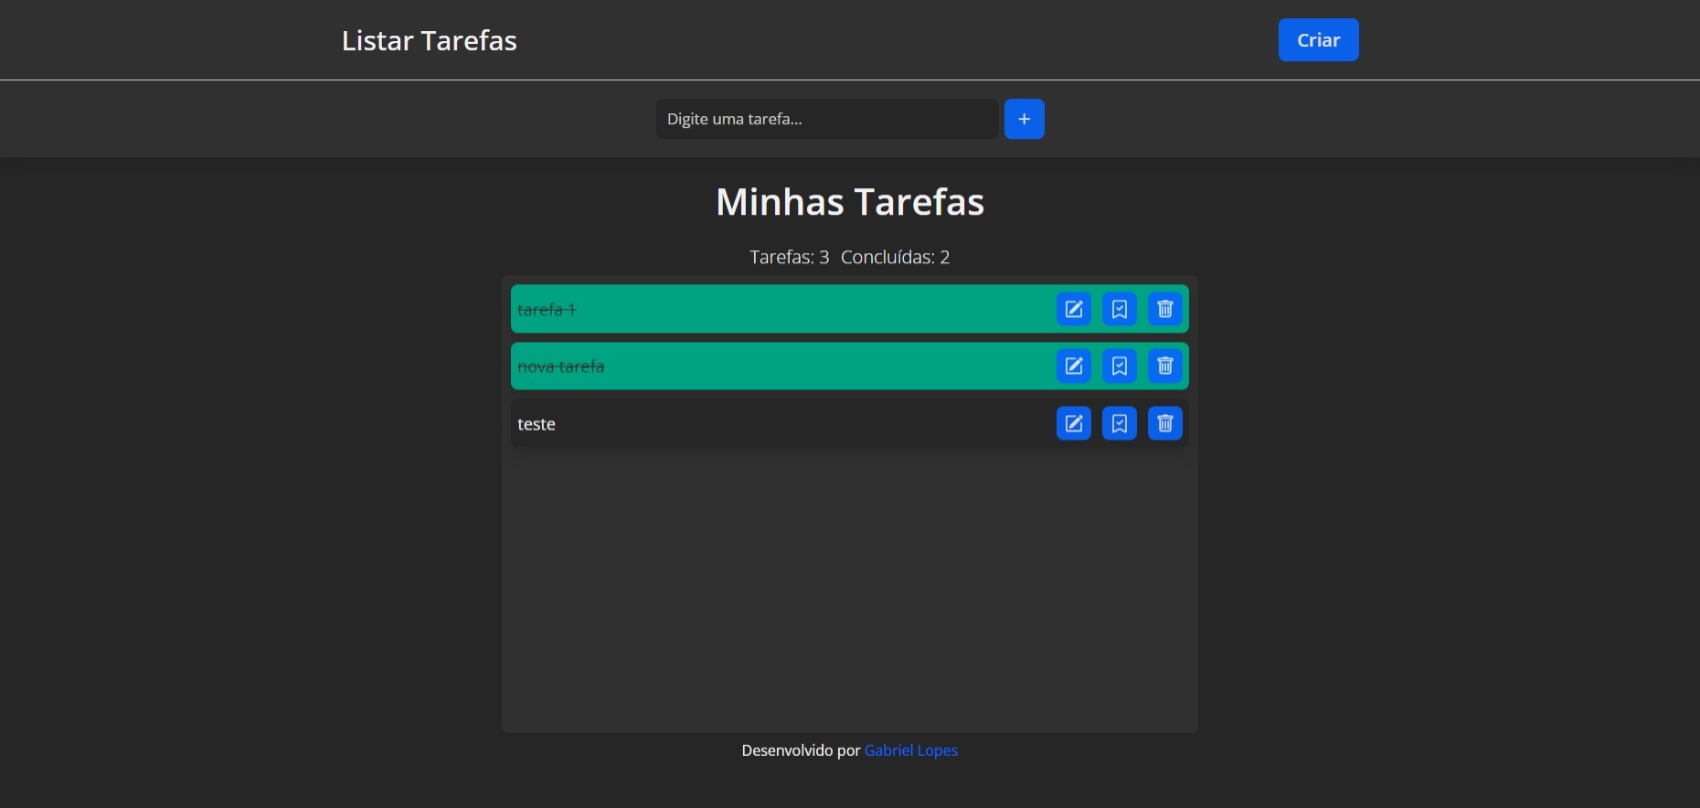 Listar Tarefas
Criar
Digite uma tarefa...
+
Minhas Tarefas
Tarefas: 3 Concluídas: 2
tarefa 1
nova tarefa
teste
Desenvolvido por Gabriel Lopes